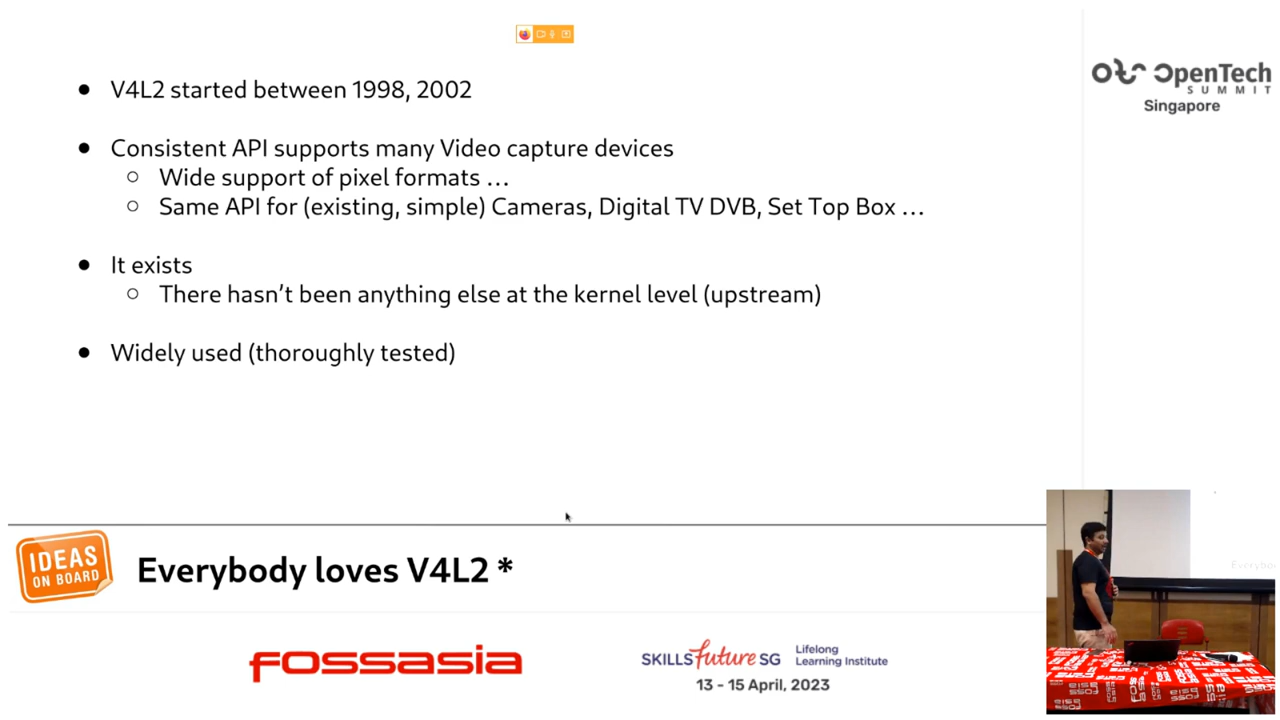 V4L2 started between 1998, 2002
Consistent API supports many Video capture devices
Wide support of pixel formats …
Same API for (existing, simple) Cameras, Digital TV DVB, Set Top Box …
It exists
There hasn't been anything else at the kernel level (upstream)
Widely used (thoroughly tested)
OpenTech
SUMMIT
Singapore
IDEAS
ON BOARD
Everybody loves V4L2 *
FOSSASIA
SKILLS future SG
Lifelong
Learning Institute
13 - 15 April, 2023